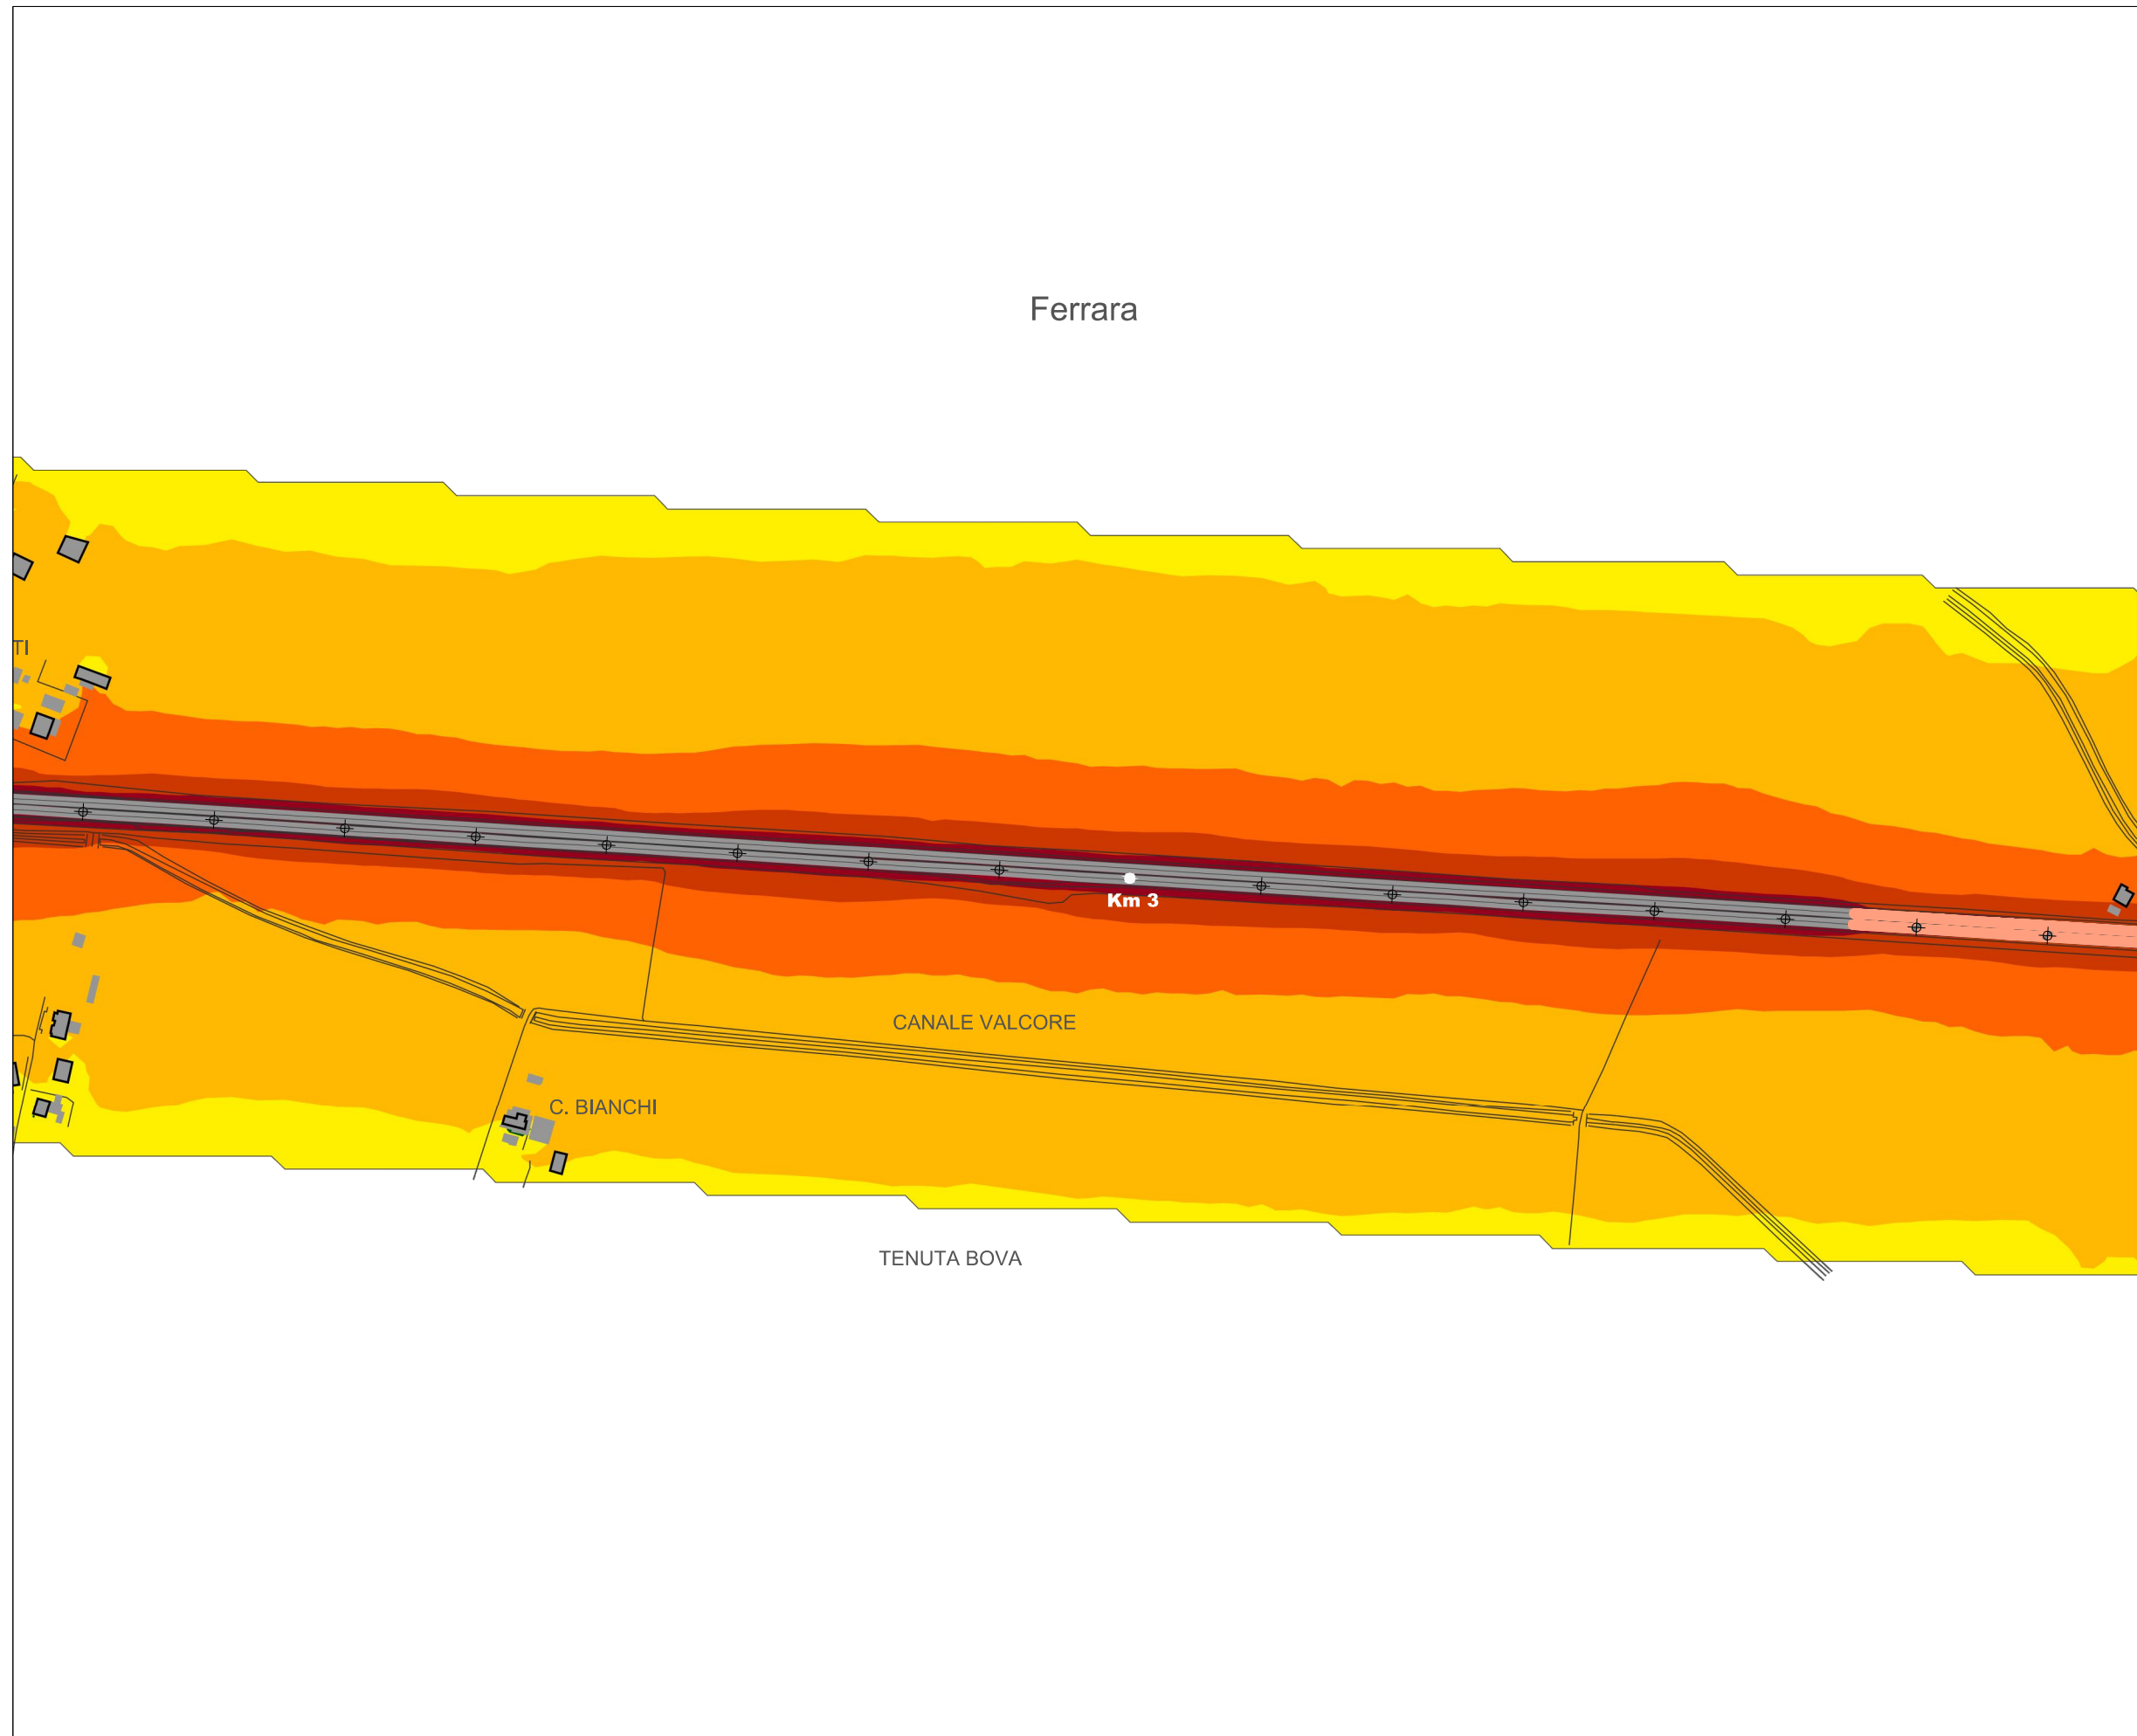 Ferrara
TI
Km 3
CANALE VALCORE
C. BIANCHI
TENUTA BOVA